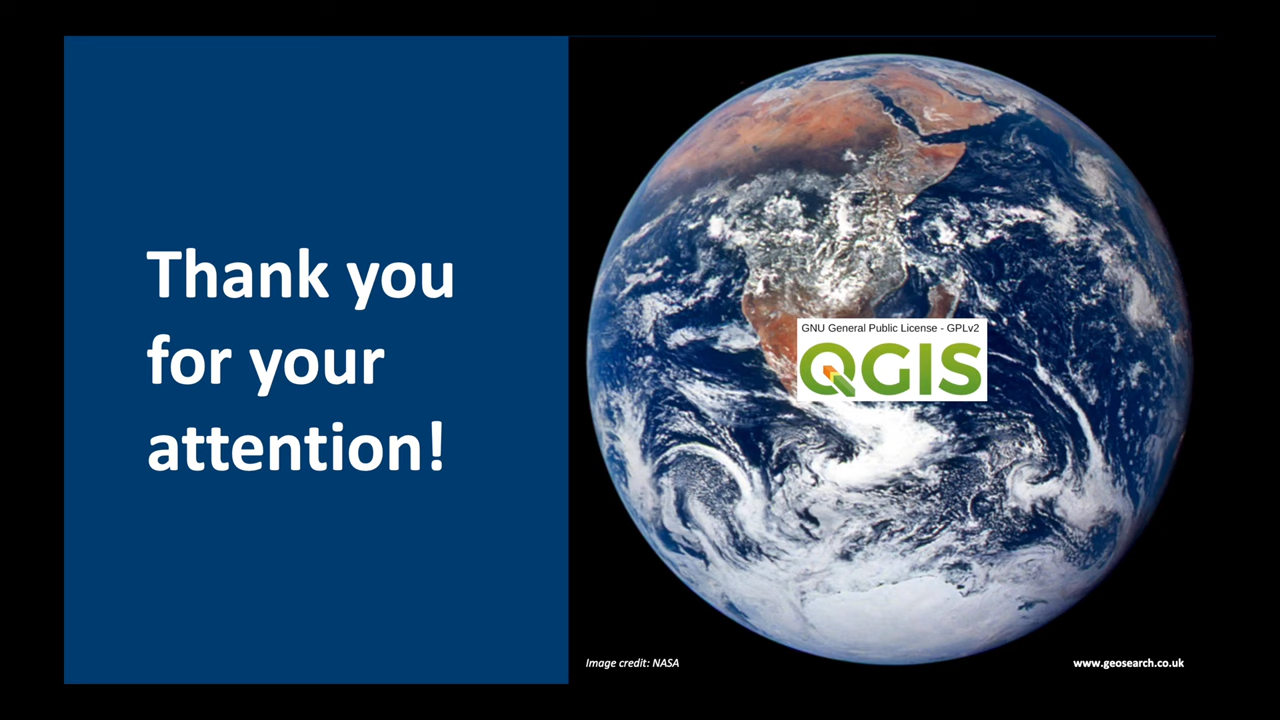 Thank you
for your
attention!
GNU General Public License - GPLv2
QGIS
Image credit: NASA
www.geosearch.co.uk